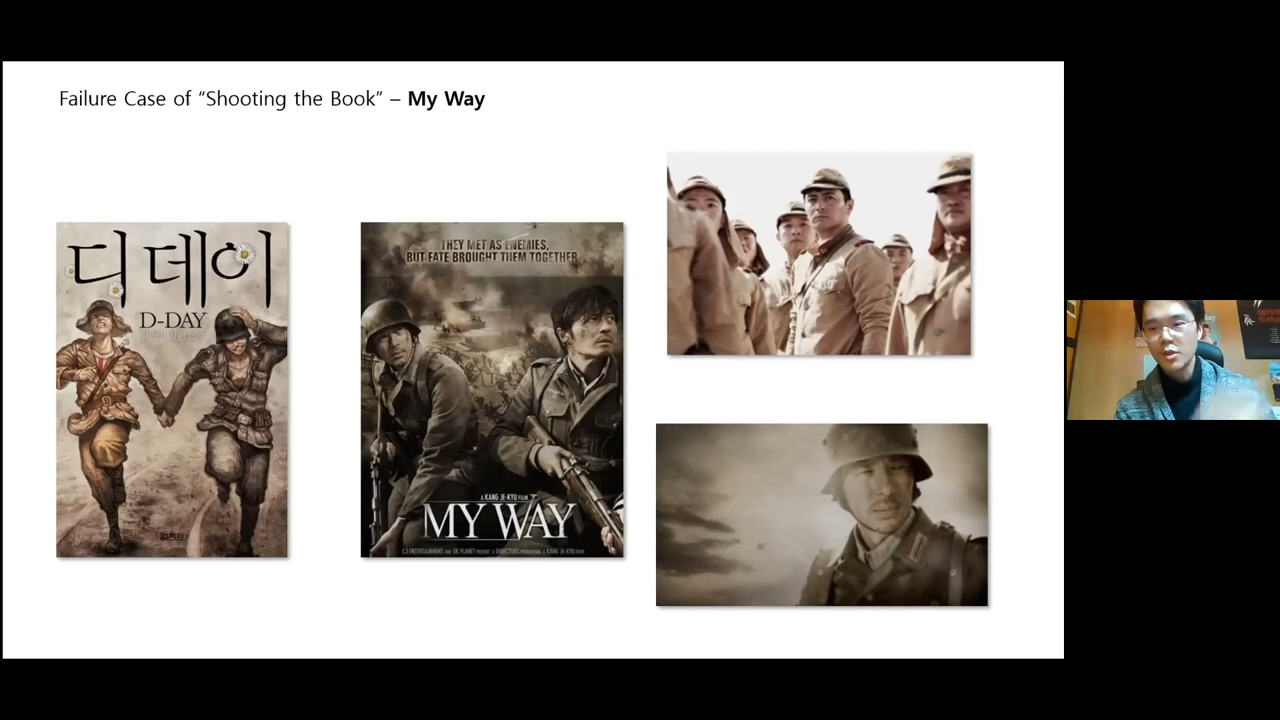 Failure Case of “Shooting the Book” – My Way
디데이
D-DAY
THEY MET AS ENEMIES,
BUT FATE BROUGHT THEM TOGETHER
A KANG JE-KYU FILM
MY WAY